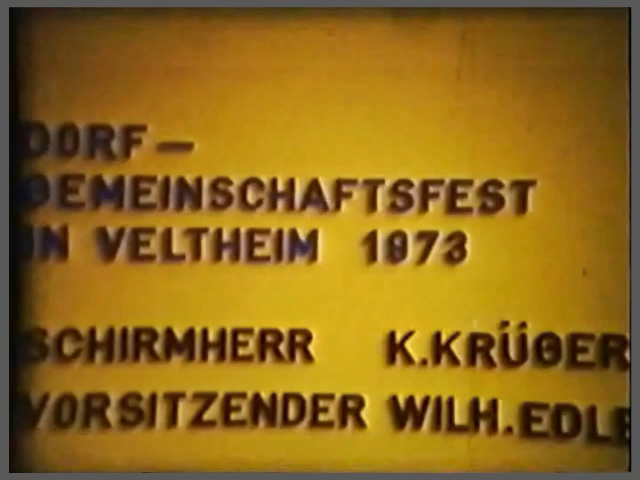 DORF—
GEMEINSCHAFTSFEST
IN VELTHEIM 1973
SCHIRMHERR K.KRÜGER
VORSITZENDER WILH.